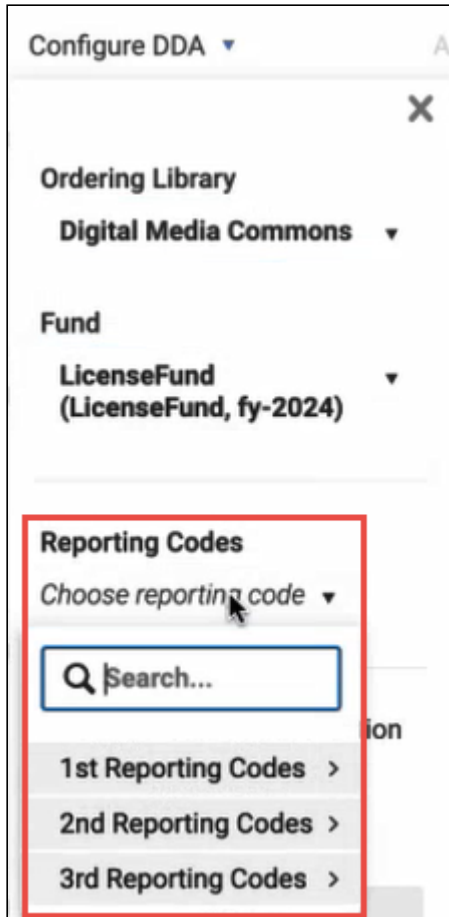 Configure DDA
A
Ordering Library
Digital Media Commons
Fund
LicenseFund
(LicenseFund, fy-2024)
Reporting Codes
Choose reporting code
Search...
1st Reporting Codes >
2nd Reporting Codes >
3rd Reporting Codes >